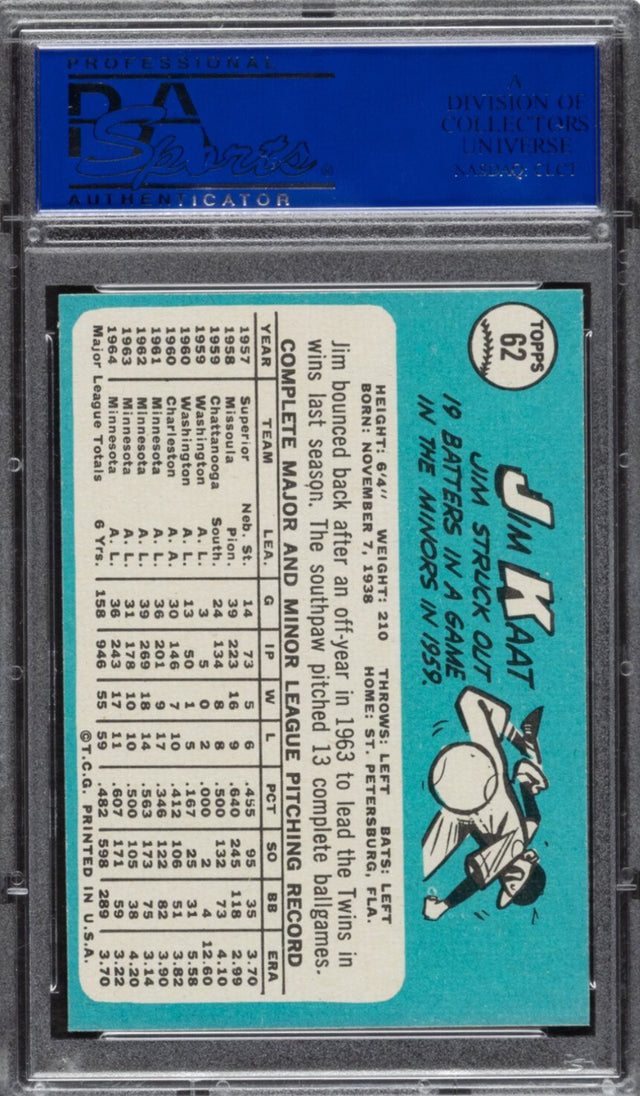 PROFESSIONAL
PSA
Sports®
AUTHENTICATOR
A
DIVISION OF
COLLECTORS
UNIVERSE
NASDAQ: CLCT
TOPPS
62
JIM KAAT
JIM STRUCK OUT
19 BATTERS IN A GAME
IN THE MINORS IN 1959.
HEIGHT: 6'4" WEIGHT: 210 THROWS: LEFT BATS: LEFT
BORN: NOVEMBER 7, 1938 HOME: ST. PETERSBURG, FLA.
Jim bounced back after an off-year in 1963 to lead the Twins in
wins last season. The southpaw pitched 13 complete ballgames.
COMPLETE MAJOR AND MINOR LEAGUE PITCHING RECORD
YEAR TEAM LEA. G IP W L PCT SO BB ERA
1957 Superior Neb. St. 14 73 5 6 .455 95 35 3.70
1958 Missoula Pion. 39 223 16 9 .640 245 118 2.99
1959 Chattanooga South. 24 134 8 8 .500 132 73 4.10
1959 Washington A. L. 3 5 0 2 .000 2 4 12.60
1960 Washington A. L. 13 50 1 5 .167 25 31 5.58
1960 Charleston A. A. 30 146 7 10 .412 106 51 3.82
1961 Minnesota A. L. 36 201 9 17 .346 122 82 3.90
1962 Minnesota A. L. 39 269 18 14 .563 173 75 3.14
1963 Minnesota A. L. 31 178 10 10 .500 105 38 4.20
1964 Minnesota A. L. 36 243 17 11 .607 171 59 3.22
Major League Totals 6 Yrs. 158 946 55 59 .482 598 289 3.70
©T.C.G. PRINTED IN U.S.A.